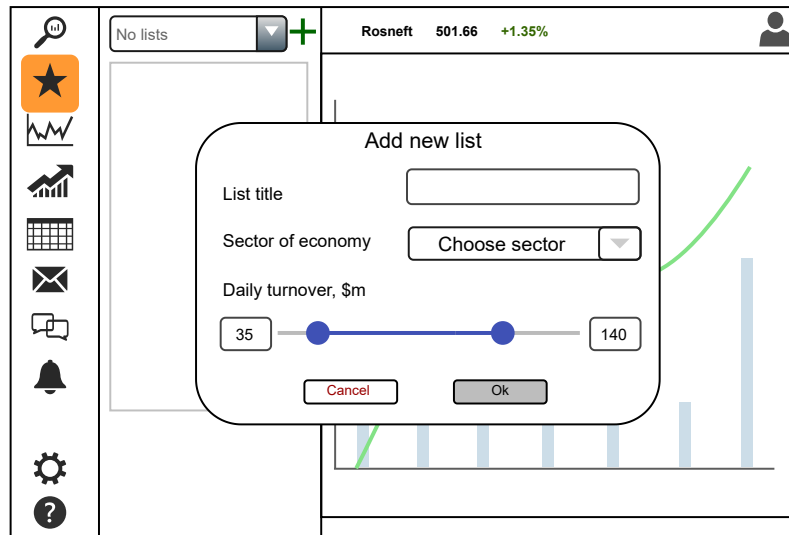 No lists
Rosneft 501.66 +1.35%
Add new list
List title
Sector of economy Choose sector
Daily turnover, $m
35 140
Cancel Ok
?